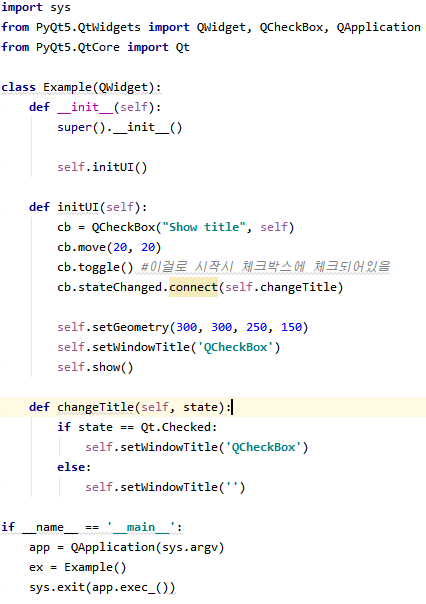 import sys
from PyQt5.QtWidgets import QWidget, QCheckBox, QApplication
from PyQt5.QtCore import Qt

class Example(QWidget):
    def __init__(self):
        super().__init__()

        self.initUI()

    def initUI(self):
        cb = QCheckBox("Show title", self)
        cb.move(20, 20)
        cb.toggle() #이걸로 시작시 체크박스에 체크되어있을
        cb.stateChanged.connect(self.changeTitle)

        self.setGeometry(300, 300, 250, 150)
        self.setWindowTitle('QCheckBox')
        self.show()

    def changeTitle(self, state):
        if state == Qt.Checked:
            self.setWindowTitle('QCheckBox')
        else:
            self.setWindowTitle('')

if __name__ == '__main__':
    app = QApplication(sys.argv)
    ex = Example()
    sys.exit(app.exec_())